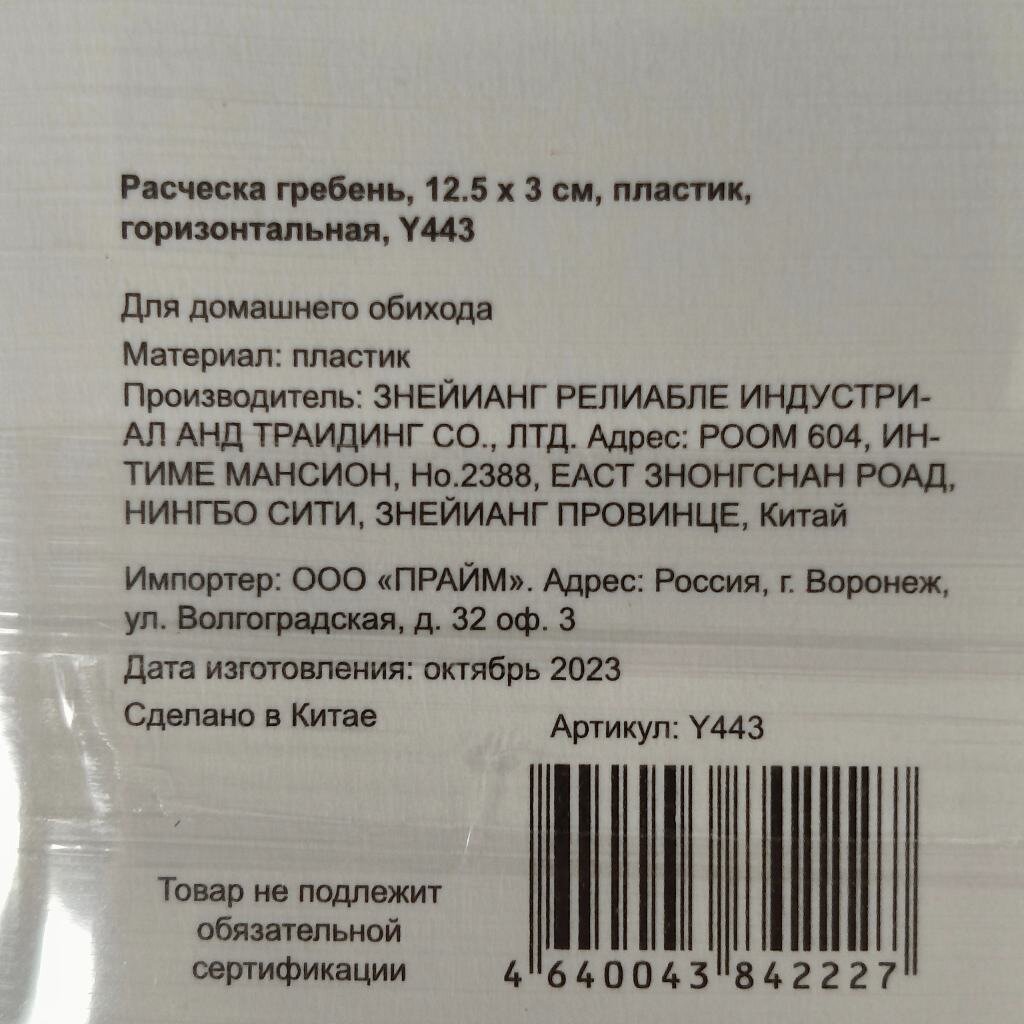 Расческа гребень, 12.5 х 3 см, пластик,
горизонтальная, Y443
Для домашнего обихода
Материал: пластик
Производитель: ЗНЕЙИАНГ РЕЛИАБЛЕ ИНДУСТРИ-
АЛ АНД ТРАИДИНГ СО., ЛТД. Адрес: РООМ 604, ИН-
ТИМЕ МАНСИОН, Но.2388, ЕАСТ ЗНОНГСНАН РОАД,
НИНГБО СИТИ, ЗНЕЙИАНГ ПРОВИНЦЕ, Китай
Импортер: ООО «ПРАЙМ». Адрес: Россия, г. Воронеж,
ул. Волгоградская, д. 32 оф. 3
Дата изготовления: октябрь 2023
Сделано в Китае
Артикул: Y443
Товар не подлежит
обязательной
сертификации
4 640043 842227